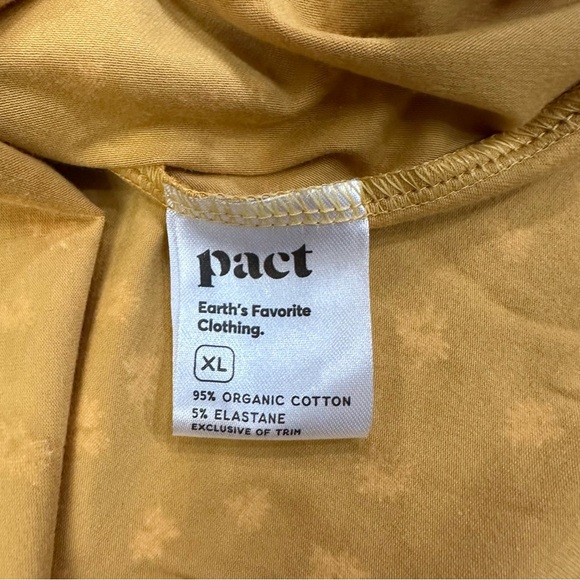 pact
Earth's Favorite
Clothing.
XL
95% ORGANIC COTTON
5% ELASTANE
EXCLUSIVE OF TRIM